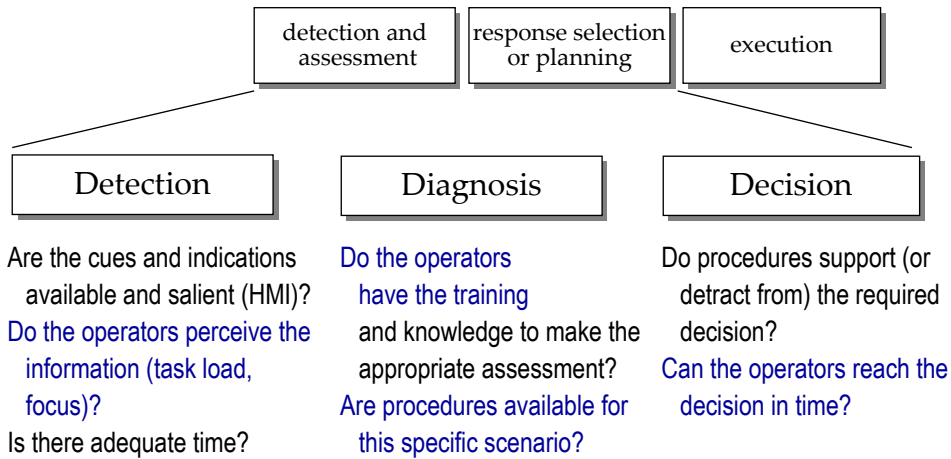 detection and
assessment
response selection
or planning
execution
Detection
Diagnosis
Decision
Are the cues and indications
available and salient (HMI)?
Do the operators perceive the
information (task load,
focus)?
Is there adequate time?
Do the operators
have the training
and knowledge to make the
appropriate assessment?
Are procedures available for
this specific scenario?
Do procedures support (or
detract from) the required
decision?
Can the operators reach the
decision in time?